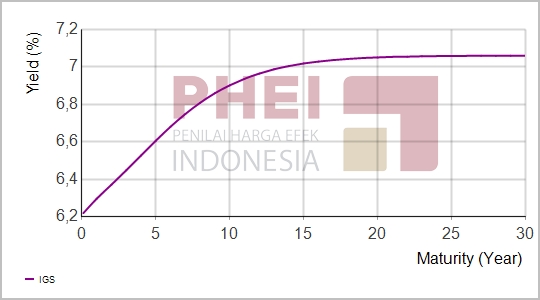 Yield (%)
7,2
7
6,8
6,6
6,4
6,2
0 5 10 15 20 25 30
Maturity (Year)
IGS
PHEI
PENILAI HARGA EFEK
INDONESIA